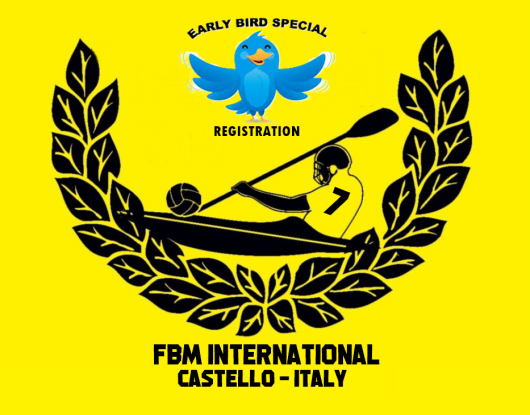 EARLY BIRD SPECIAL
REGISTRATION
7
FBM INTERNATIONAL
CASTELLO - ITALY